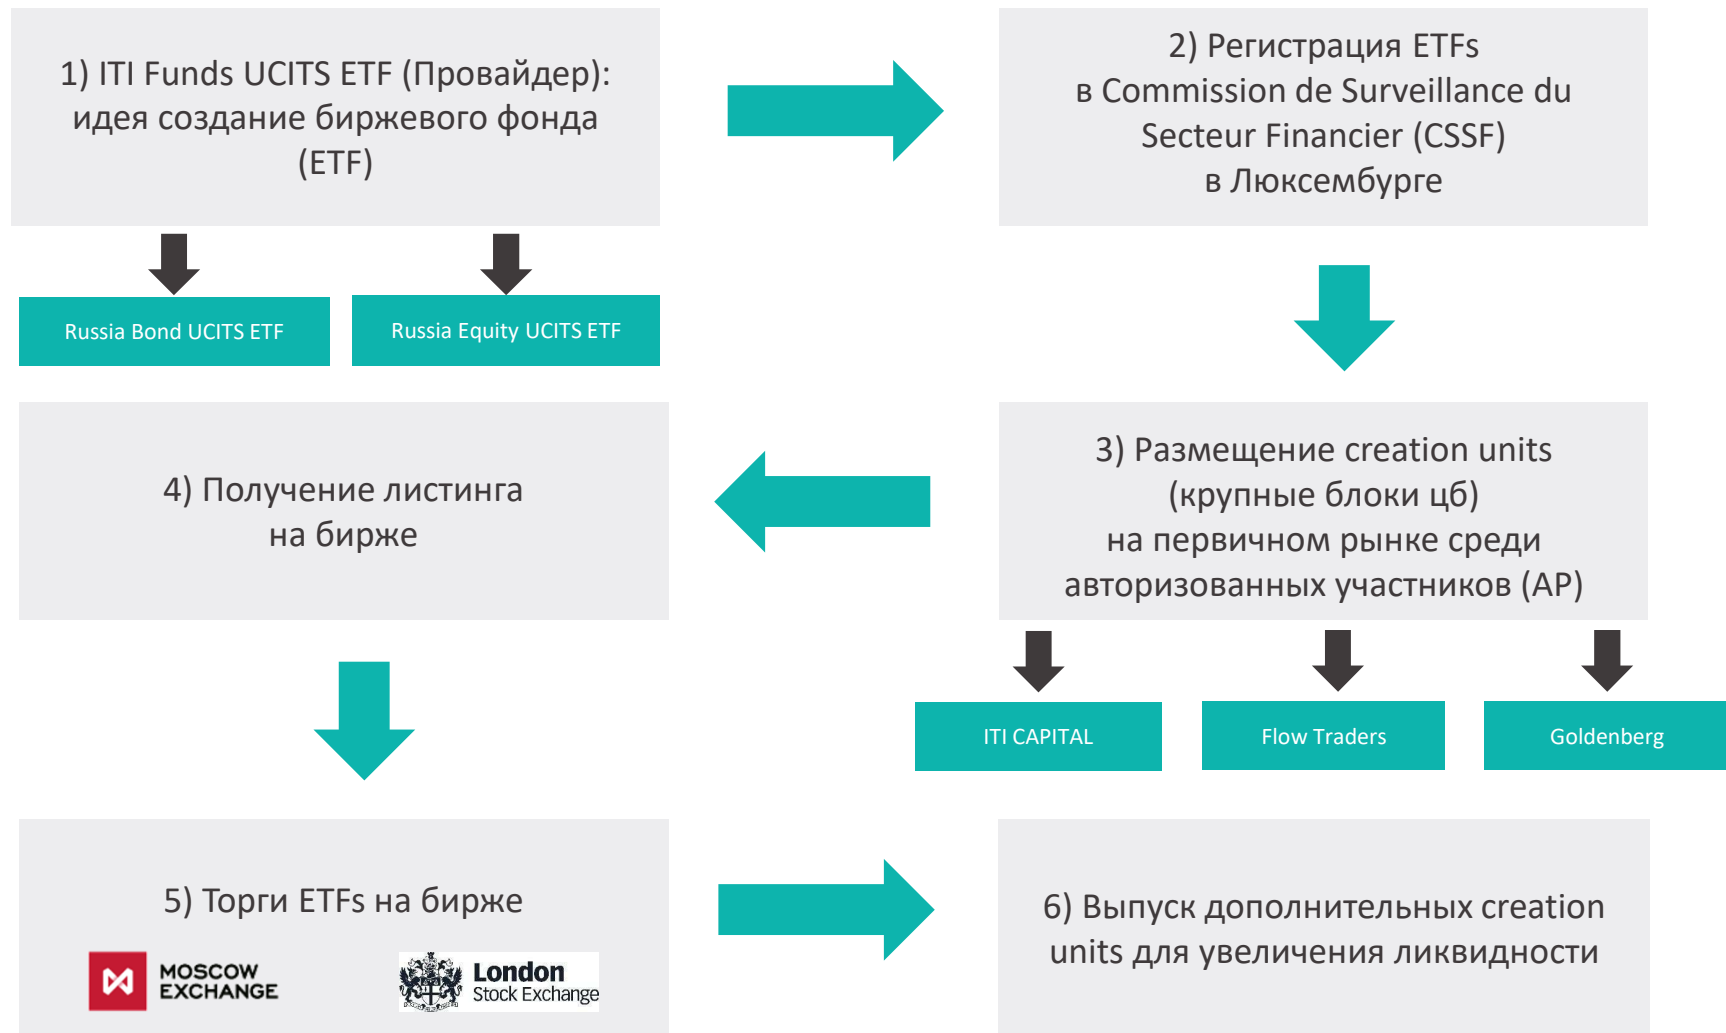 1) ITI Funds UCITS ETF (Провайдер):
идея создание биржевого фонда
(ETF)
2) Регистрация ETFs
в Commission de Surveillance du
Secteur Financier (CSSF)
в Люксембурге
Russia Bond UCITS ETF
Russia Equity UCITS ETF
3) Размещение creation units
(крупные блоки цб)
на первичном рынке среди
авторизованных участников (AP)
4) Получение листинга
на бирже
ITI CAPITAL
Flow Traders
Goldenberg
5) Торги ETFs на бирже
MOSCOW
EXCHANGE
London
Stock Exchange
6) Выпуск дополнительных creation
units для увеличения ликвидности